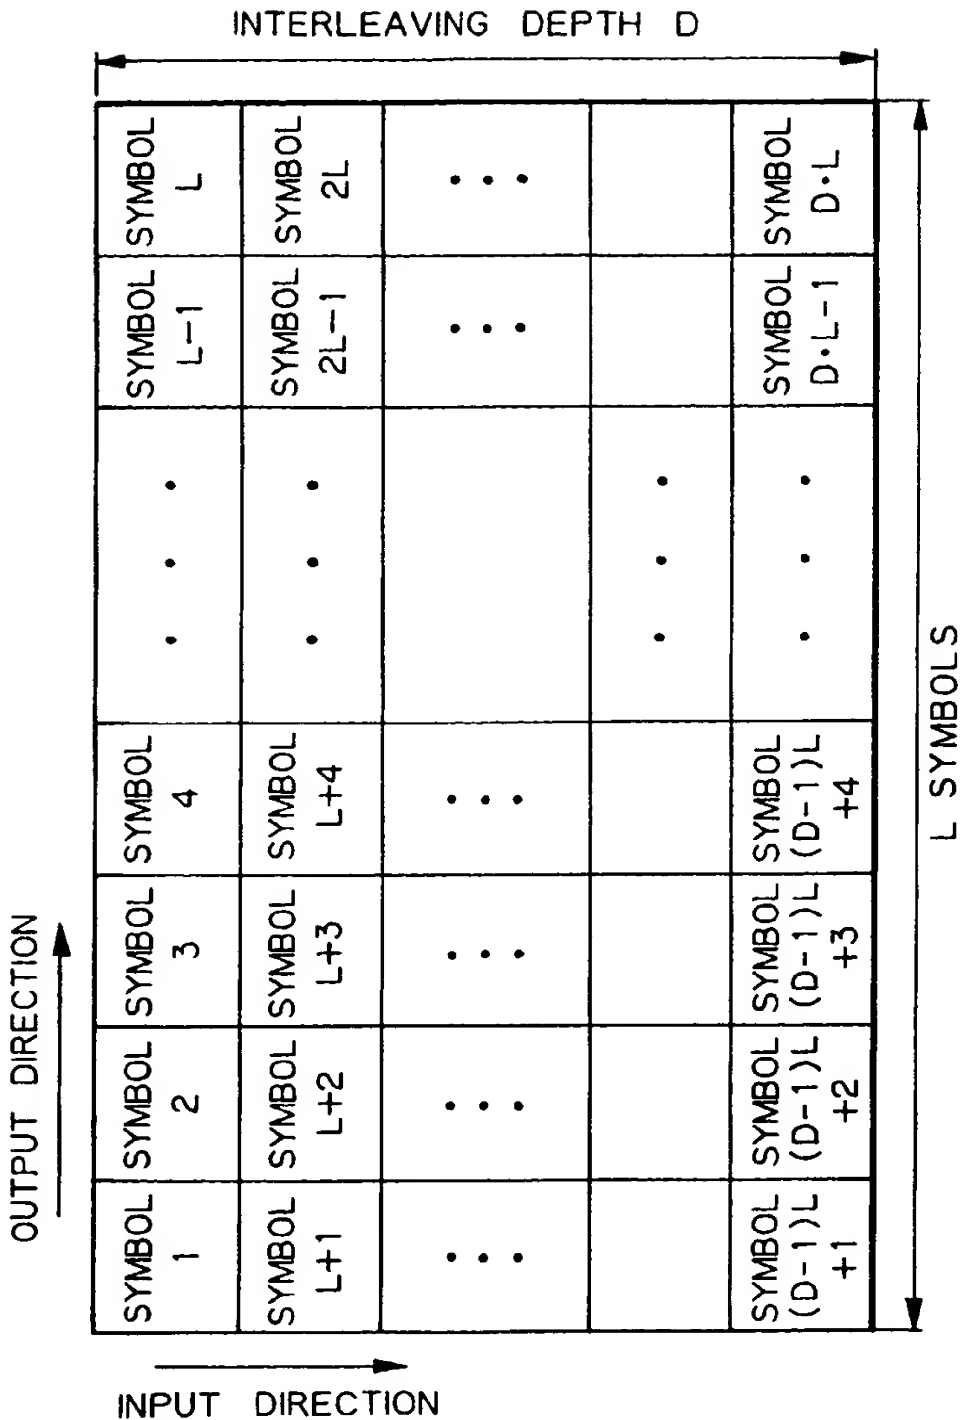 INTERLEAVING DEPTH D
SYMBOL
L
SYMBOL
2L
SYMBOL
D·L
SYMBOL
L-1
SYMBOL
2L-1
SYMBOL
D·L-1
SYMBOL
4
SYMBOL
L+4
SYMBOL
(D-1)L
+4
SYMBOL
3
SYMBOL
L+3
SYMBOL
(D-1)L
+3
SYMBOL
2
SYMBOL
L+2
SYMBOL
(D-1)L
+2
SYMBOL
1
SYMBOL
L+1
SYMBOL
(D-1)L
+1
L SYMBOLS
OUTPUT DIRECTION
INPUT DIRECTION